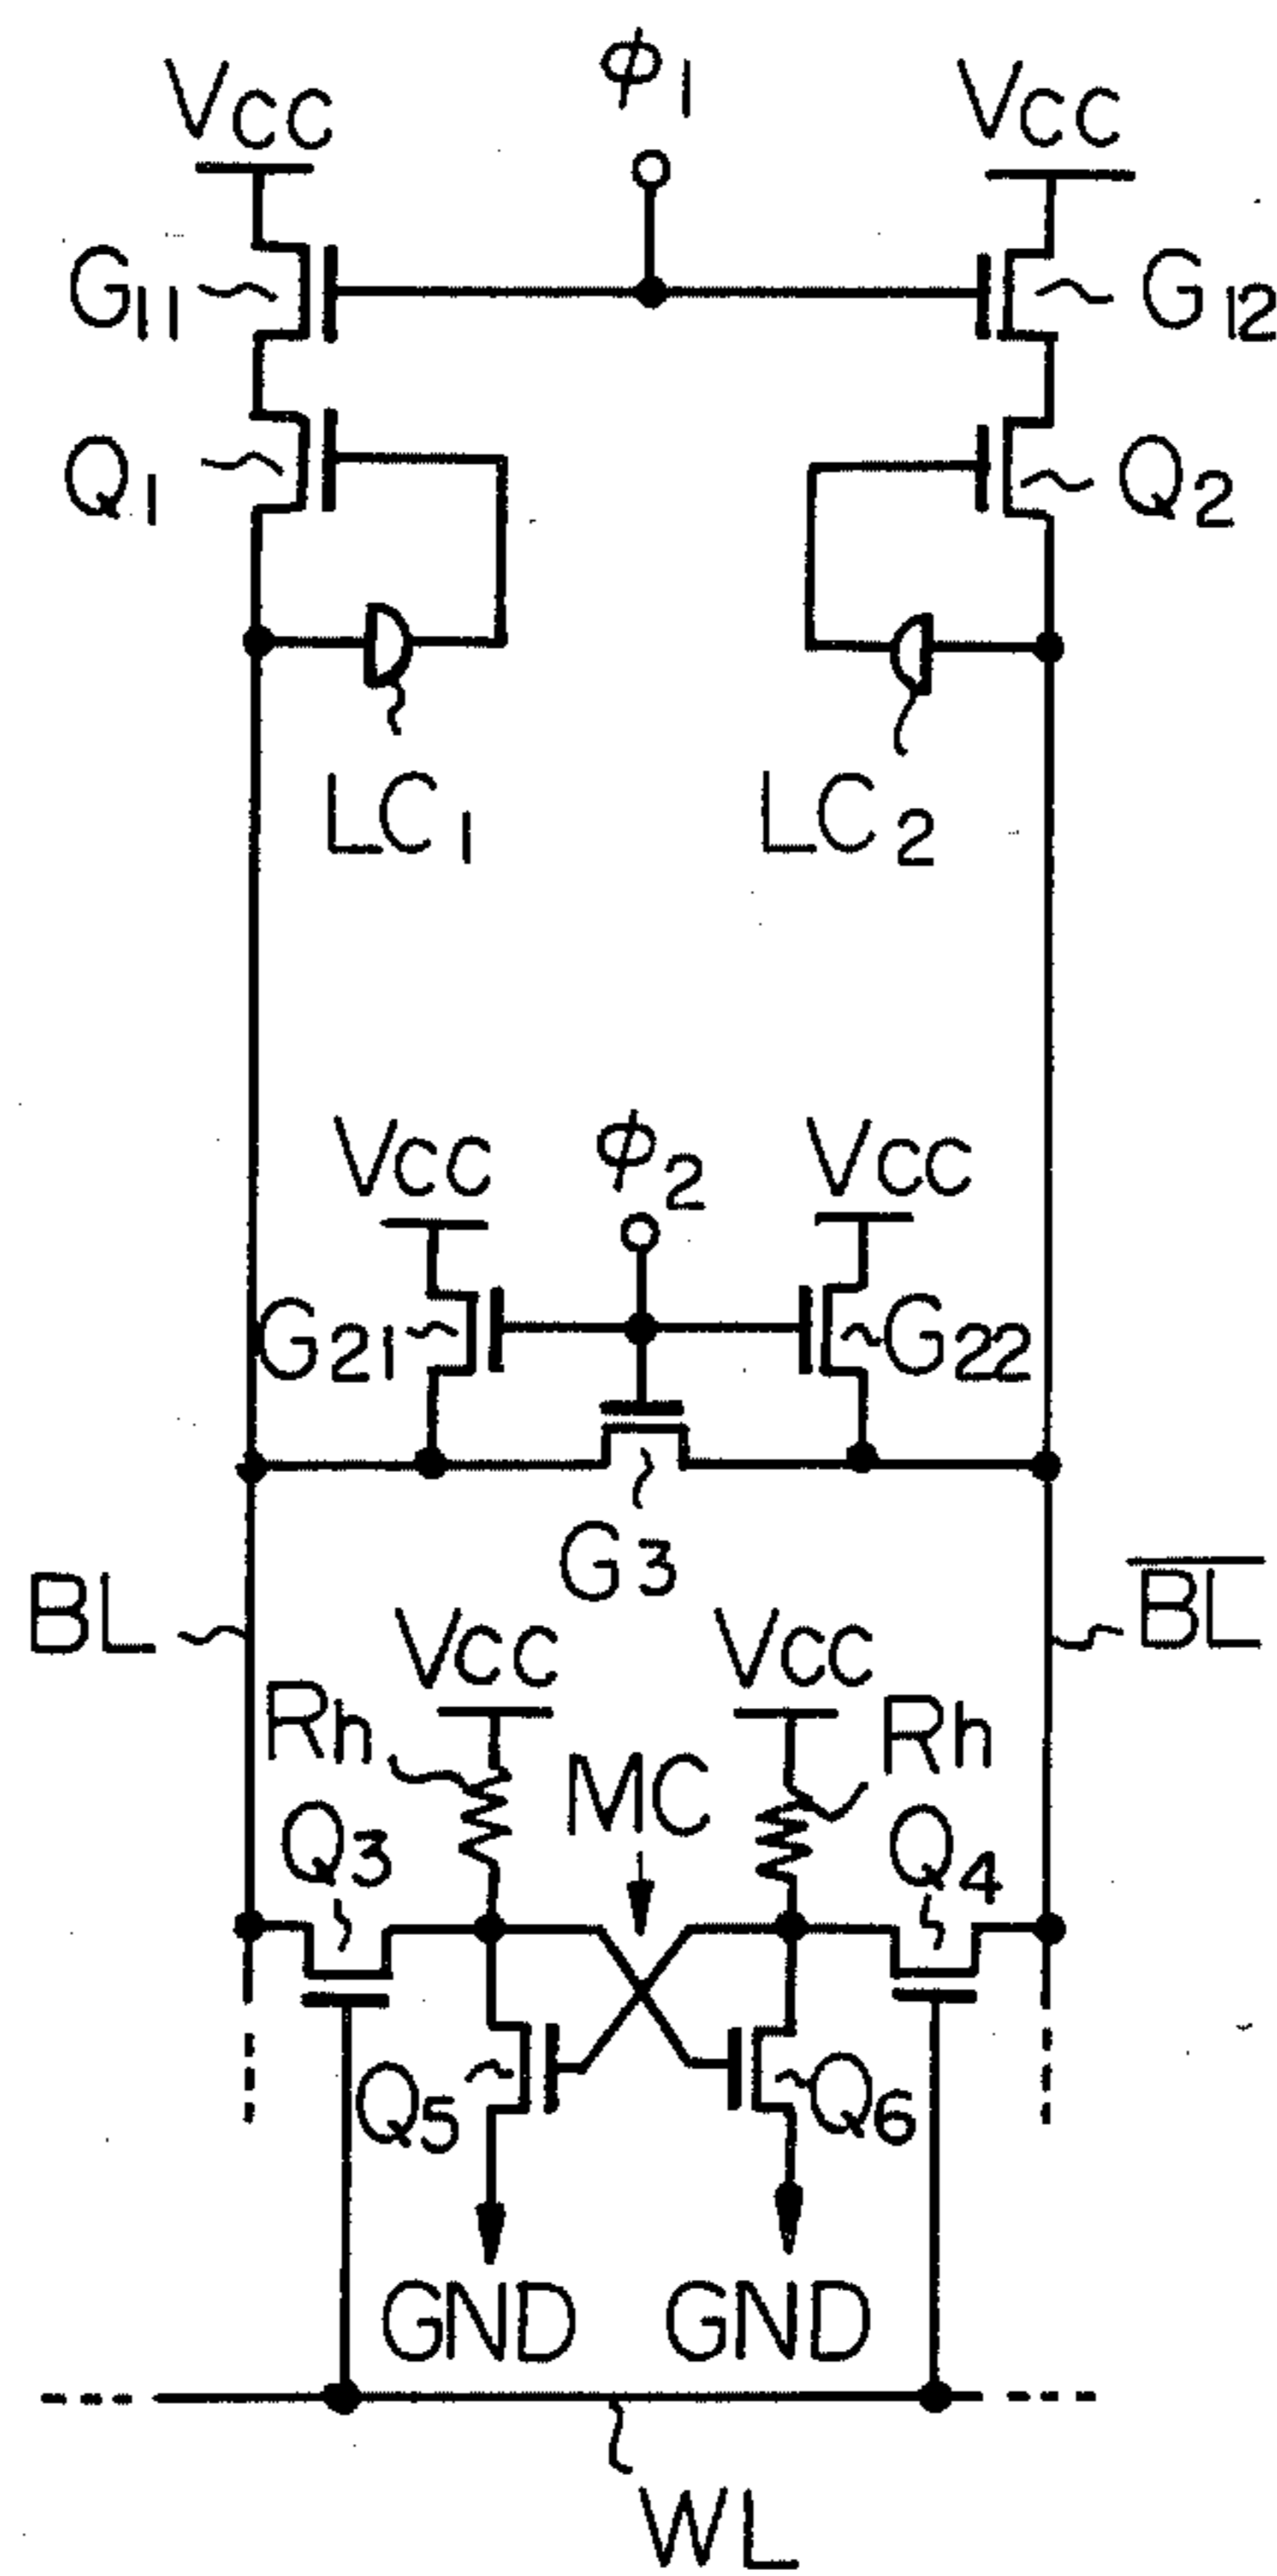 Vcc φ1 Vcc
G11 G12
Q1 Q2
LC1 LC2
Vcc φ2 Vcc
G21 G22
G3
BL B̅L̅
Vcc Vcc
Rh MC Rh
Q3 Q4
Q5 Q6
GND GND
WL